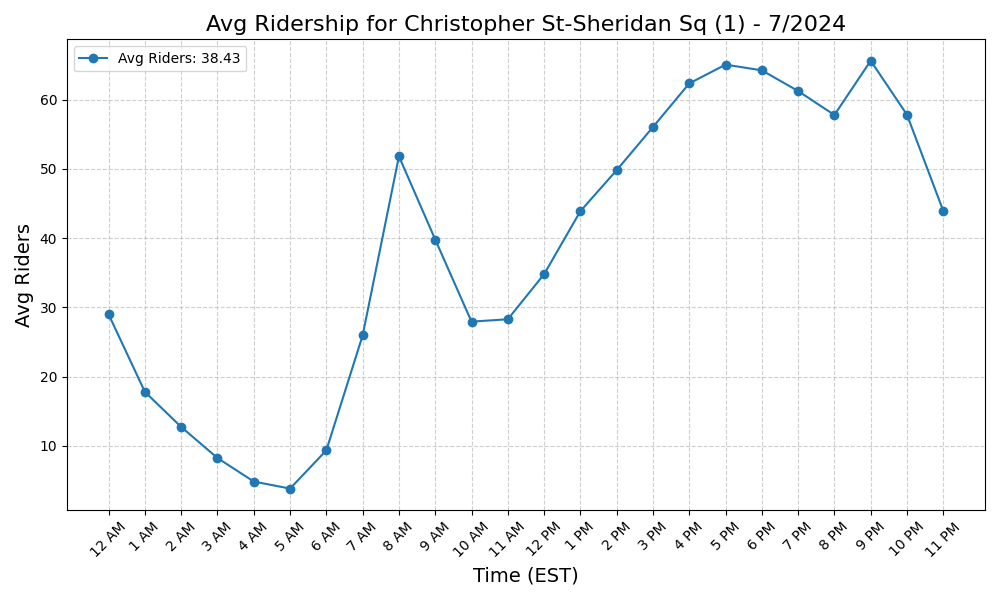 Avg Ridership for Christopher St-Sheridan Sq (1) - 7/2024
Avg Riders: 38.43
Avg Riders
60
50
40
30
20
10
12 AM
1 AM
2 AM
3 AM
4 AM
5 AM
6 AM
7 AM
8 AM
9 AM
10 AM
11 AM
12 PM
1 PM
2 PM
3 PM
4 PM
5 PM
6 PM
7 PM
8 PM
9 PM
10 PM
11 PM
Time (EST)